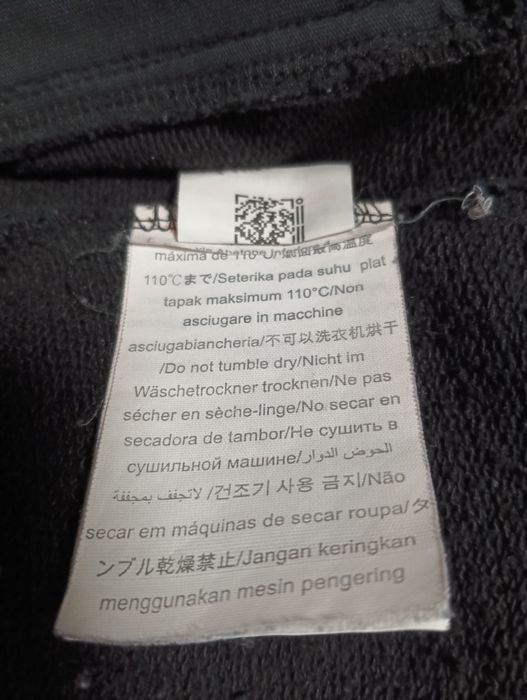 máxima de 110
110℃まで/Seterika pada suhu plat
tapak maksimum 110°C/Non
asciugare in macchine
asciugabiancheria/不可以洗衣机烘干
/Do not tumble dry/Nicht im
Wäschetrockner trocknen/Ne pas
sécher en sèche-linge/No secar en
secadora de tambor/Не сушить в
сушильной машине/الحوض الدوار
لاتجفف بمجففة /건조기 사용 금지/Não
secar em máquinas de secar roupa/タ
ンブル乾燥禁止/Jangan keringkan
menggunakan mesin pengering